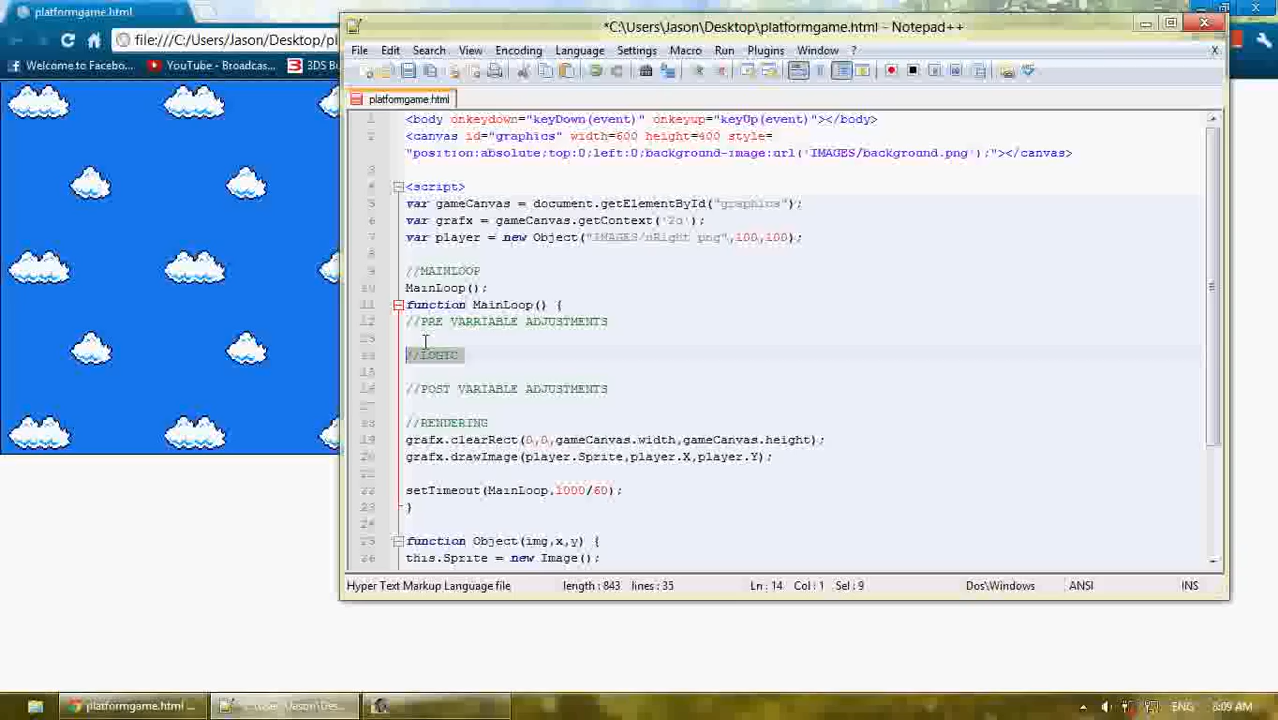 platformgame.html
*C:\Users\Jason\Desktop\platformgame.html - Notepad++
file:///C:/Users/Jason/Desktop/pl
File Edit Search View Encoding Language Settings Macro Run Plugins Window ? X
Welcome to Facebo... YouTube - Broadcas... 3DS Bo
platformgame.html
1 <body onkeydown="keyDown(event)" onkeyup="keyUp(event)"></body>
2 <canvas id="graphics" width=600 height=400 style=
"position:absolute;top:0;left:0;background-image:url('IMAGES/background.png');"></canvas>
3
4 <script>
5 var gameCanvas = document.getElementById("graphics");
6 var grafx = gameCanvas.getContext('2d');
7 var player = new Object("IMAGES/nRight png",100,100);
8
9 //MAINLOOP
10 MainLoop();
11 function MainLoop() {
12 //PRE VARRIABLE ADJUSTMENTS
13
14 //LOGIC
15
16 //POST VARIABLE ADJUSTMENTS
17
18 //RENDERING
19 grafx.clearRect(0,0,gameCanvas.width,gameCanvas.height);
20 grafx.drawImage(player.Sprite,player.X,player.Y);
21
22 setTimeout(MainLoop,1000/60);
23 }
24
25 function Object(img,x,y) {
26 this.Sprite = new Image();
Hyper Text Markup Language file length : 843 lines : 35 Ln : 14 Col : 1 Sel : 9 Dos\Windows ANSI INS
platformgame.html ... C:\Users\Jason\Des... ENG 8:09 AM